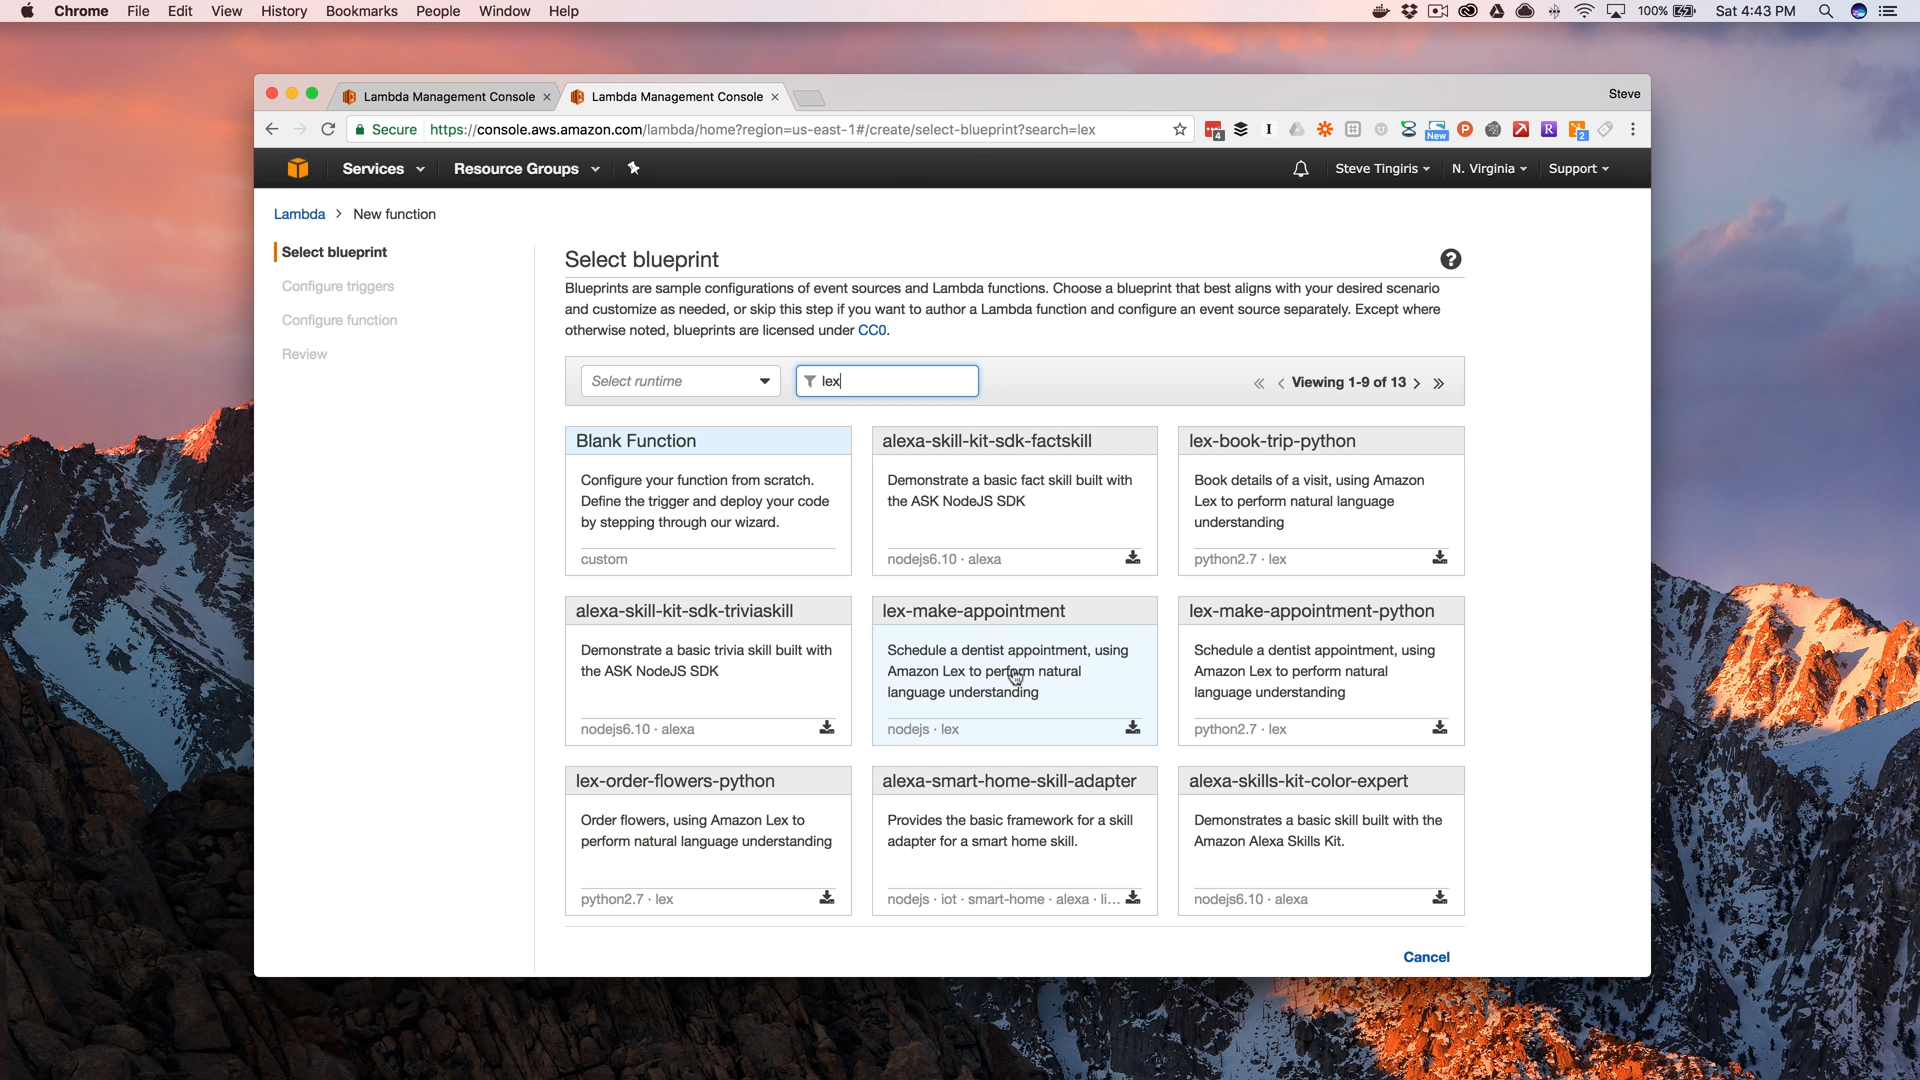 Chrome File Edit View History Bookmarks People Window Help
100% Sat 4:43 PM
Lambda Management Console
Lambda Management Console
Steve
Secure https://console.aws.amazon.com/lambda/home?region=us-east-1#/create/select-blueprint?search=lex
4 New 2
Services Resource Groups
Steve Tingiris N. Virginia Support
Lambda > New function
Select blueprint
Configure triggers
Configure function
Review
Select blueprint
Blueprints are sample configurations of event sources and Lambda functions. Choose a blueprint that best aligns with your desired scenario
and customize as needed, or skip this step if you want to author a Lambda function and configure an event source separately. Except where
otherwise noted, blueprints are licensed under CC0.
Select runtime
lex
« ‹ Viewing 1-9 of 13 › »
Blank Function
Configure your function from scratch.
Define the trigger and deploy your code
by stepping through our wizard.
custom
alexa-skill-kit-sdk-factskill
Demonstrate a basic fact skill built with
the ASK NodeJS SDK
nodejs6.10 · alexa
lex-book-trip-python
Book details of a visit, using Amazon
Lex to perform natural language
understanding
python2.7 · lex
alexa-skill-kit-sdk-triviaskill
Demonstrate a basic trivia skill built with
the ASK NodeJS SDK
nodejs6.10 · alexa
lex-make-appointment
Schedule a dentist appointment, using
Amazon Lex to perform natural
language understanding
nodejs · lex
lex-make-appointment-python
Schedule a dentist appointment, using
Amazon Lex to perform natural
language understanding
python2.7 · lex
lex-order-flowers-python
Order flowers, using Amazon Lex to
perform natural language understanding
python2.7 · lex
alexa-smart-home-skill-adapter
Provides the basic framework for a skill
adapter for a smart home skill.
nodejs · iot · smart-home · alexa · li...
alexa-skills-kit-color-expert
Demonstrates a basic skill built with the
Amazon Alexa Skills Kit.
nodejs6.10 · alexa
Cancel